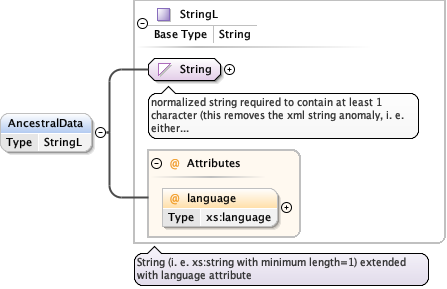 StringL
Base Type String
String
normalized string required to contain at least 1
character (this removes the xml string anomaly, i. e.
either...
AncestralData
Type StringL
@ Attributes
@ language
Type xs:language
String (i. e. xs:string with minimum length=1) extended
with language attribute